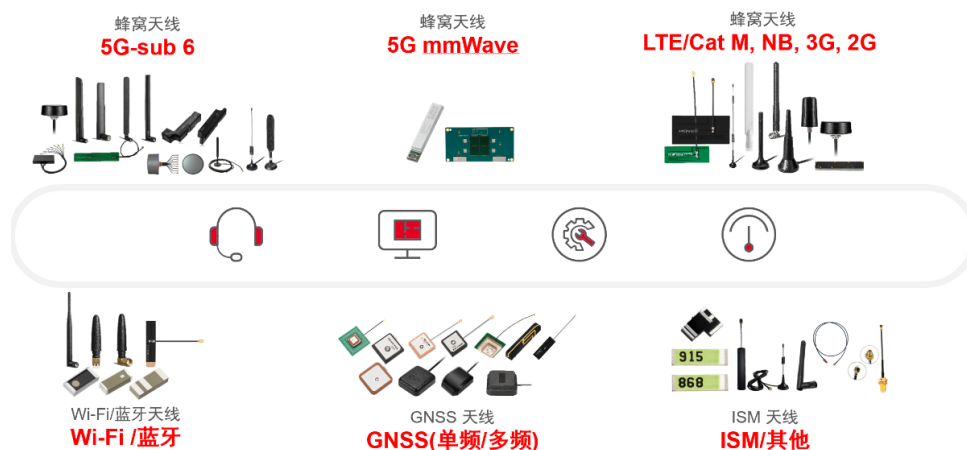 蜂窝天线
5G-sub 6
蜂窝天线
5G mmWave
蜂窝天线
LTE/Cat M, NB, 3G, 2G
915
868
Wi-Fi/蓝牙天线
Wi-Fi /蓝牙
GNSS 天线
GNSS(单频/多频)
ISM 天线
ISM/其他